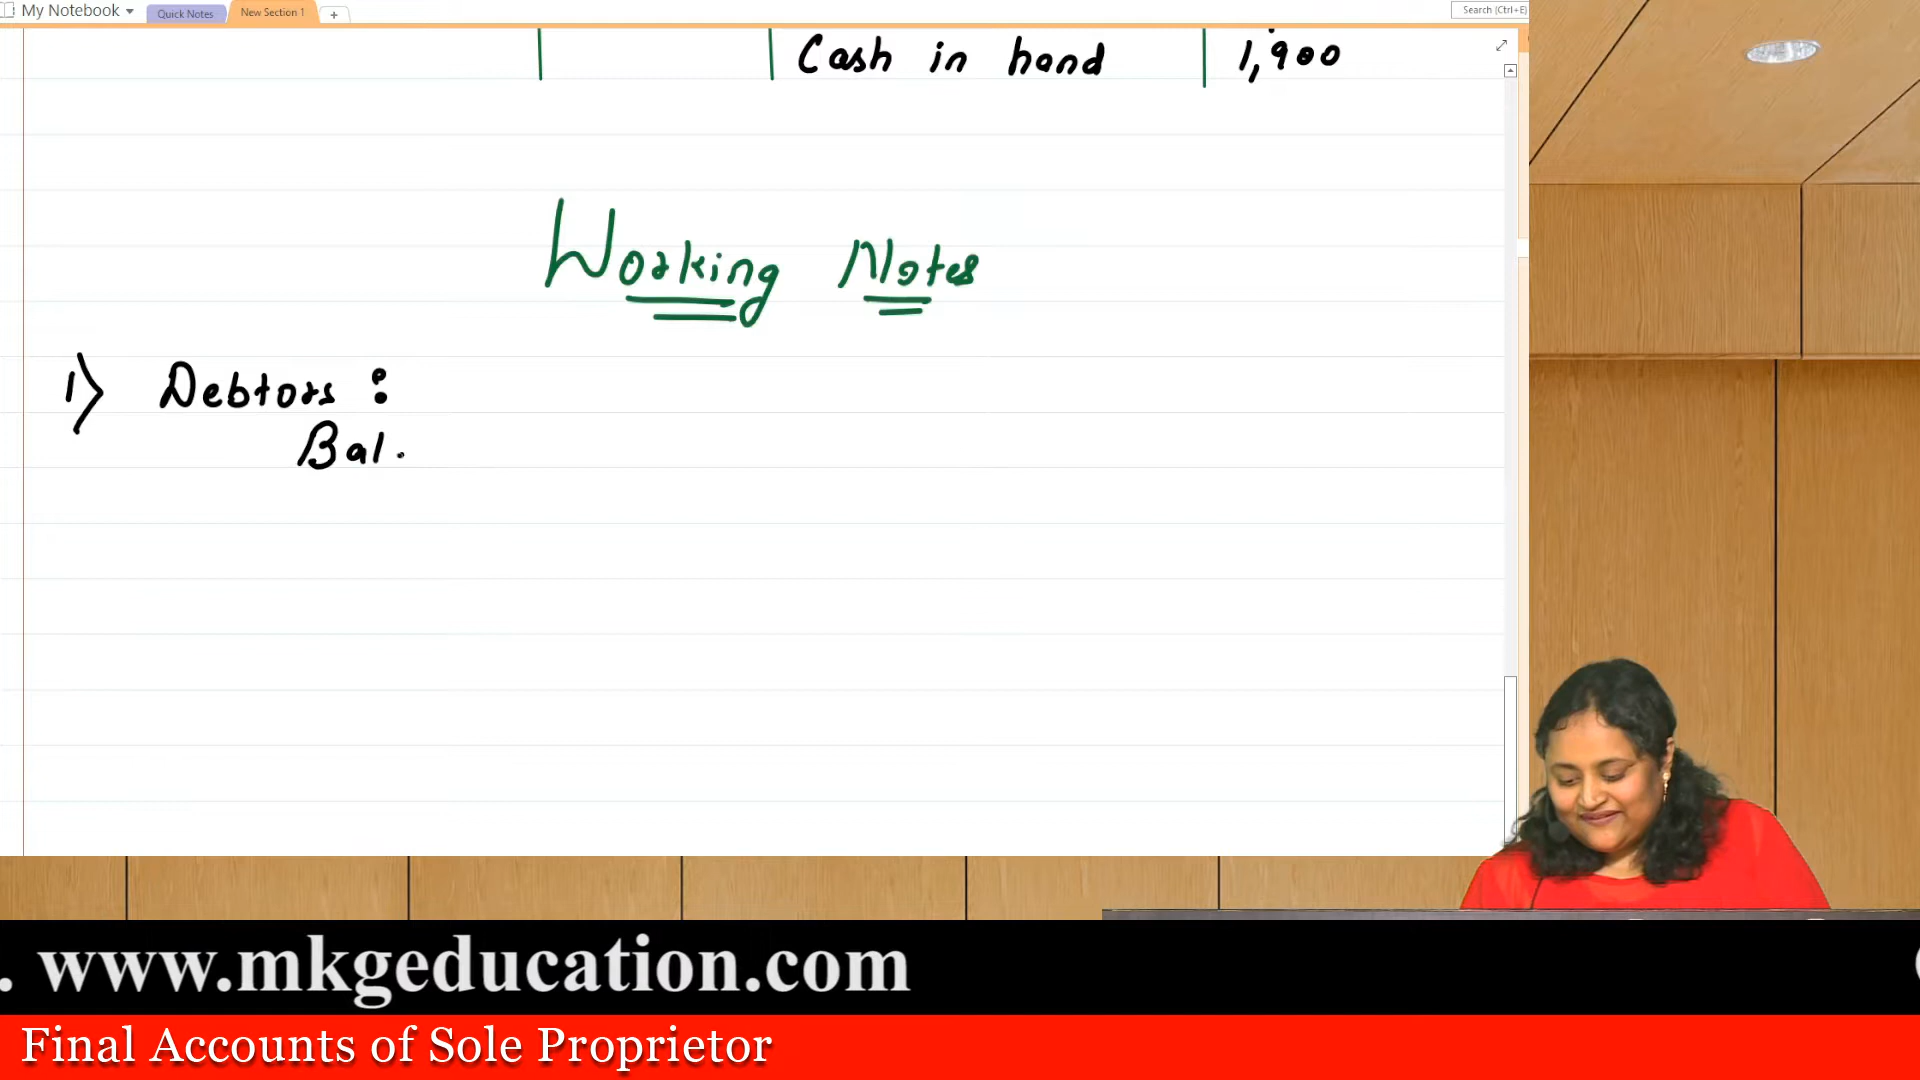 My Notebook
Quick Notes
New Section 1
+
Search (Ctrl+E)
Cash in hand 1,900
Working Notes
1) Debtors :
Bal.
. www.mkgeducation.com
Final Accounts of Sole Proprietor